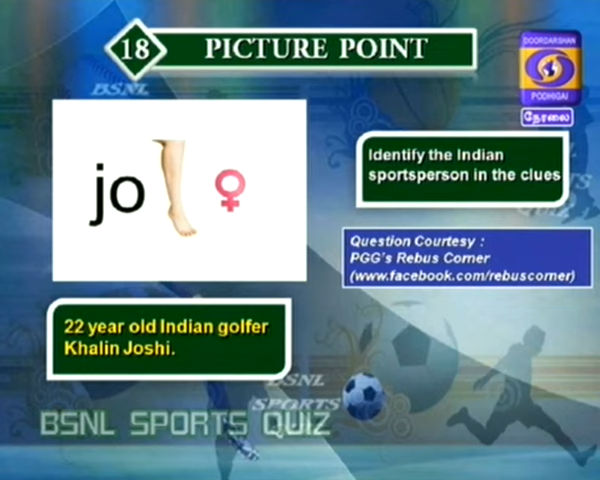 18 PICTURE POINT
DOORDARSHAN
PODHIGAI
நேரலை
BSNL
jo
Identify the Indian
sportsperson in the clues
Question Courtesy :
PGG's Rebus Corner
(www.facebook.com/rebuscorner)
22 year old Indian golfer
Khalin Joshi.
BSNL
SPORTS
BSNL SPORTS QUIZ